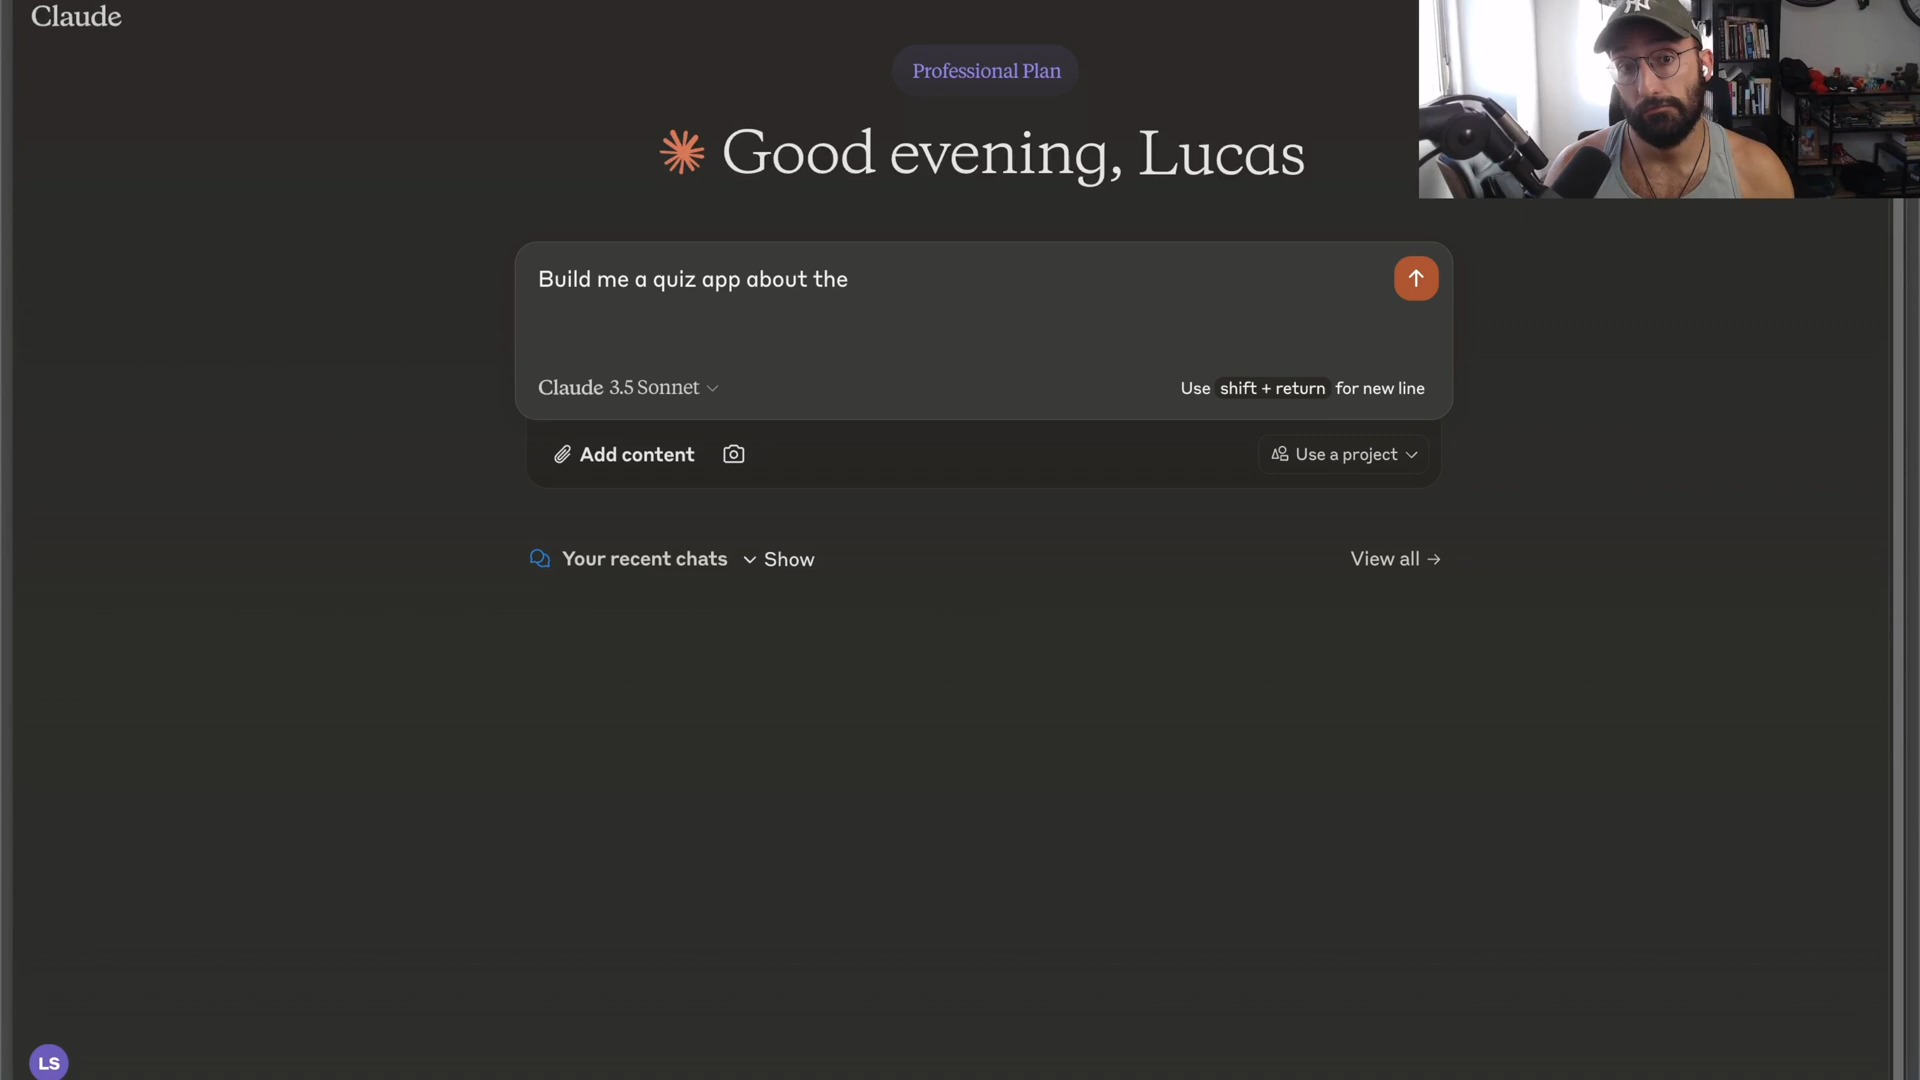 Claude
Professional Plan
Good evening, Lucas
Build me a quiz app about the
Claude 3.5 Sonnet
Use shift + return for new line
Add content
Use a project
Your recent chats
Show
View all →
LS